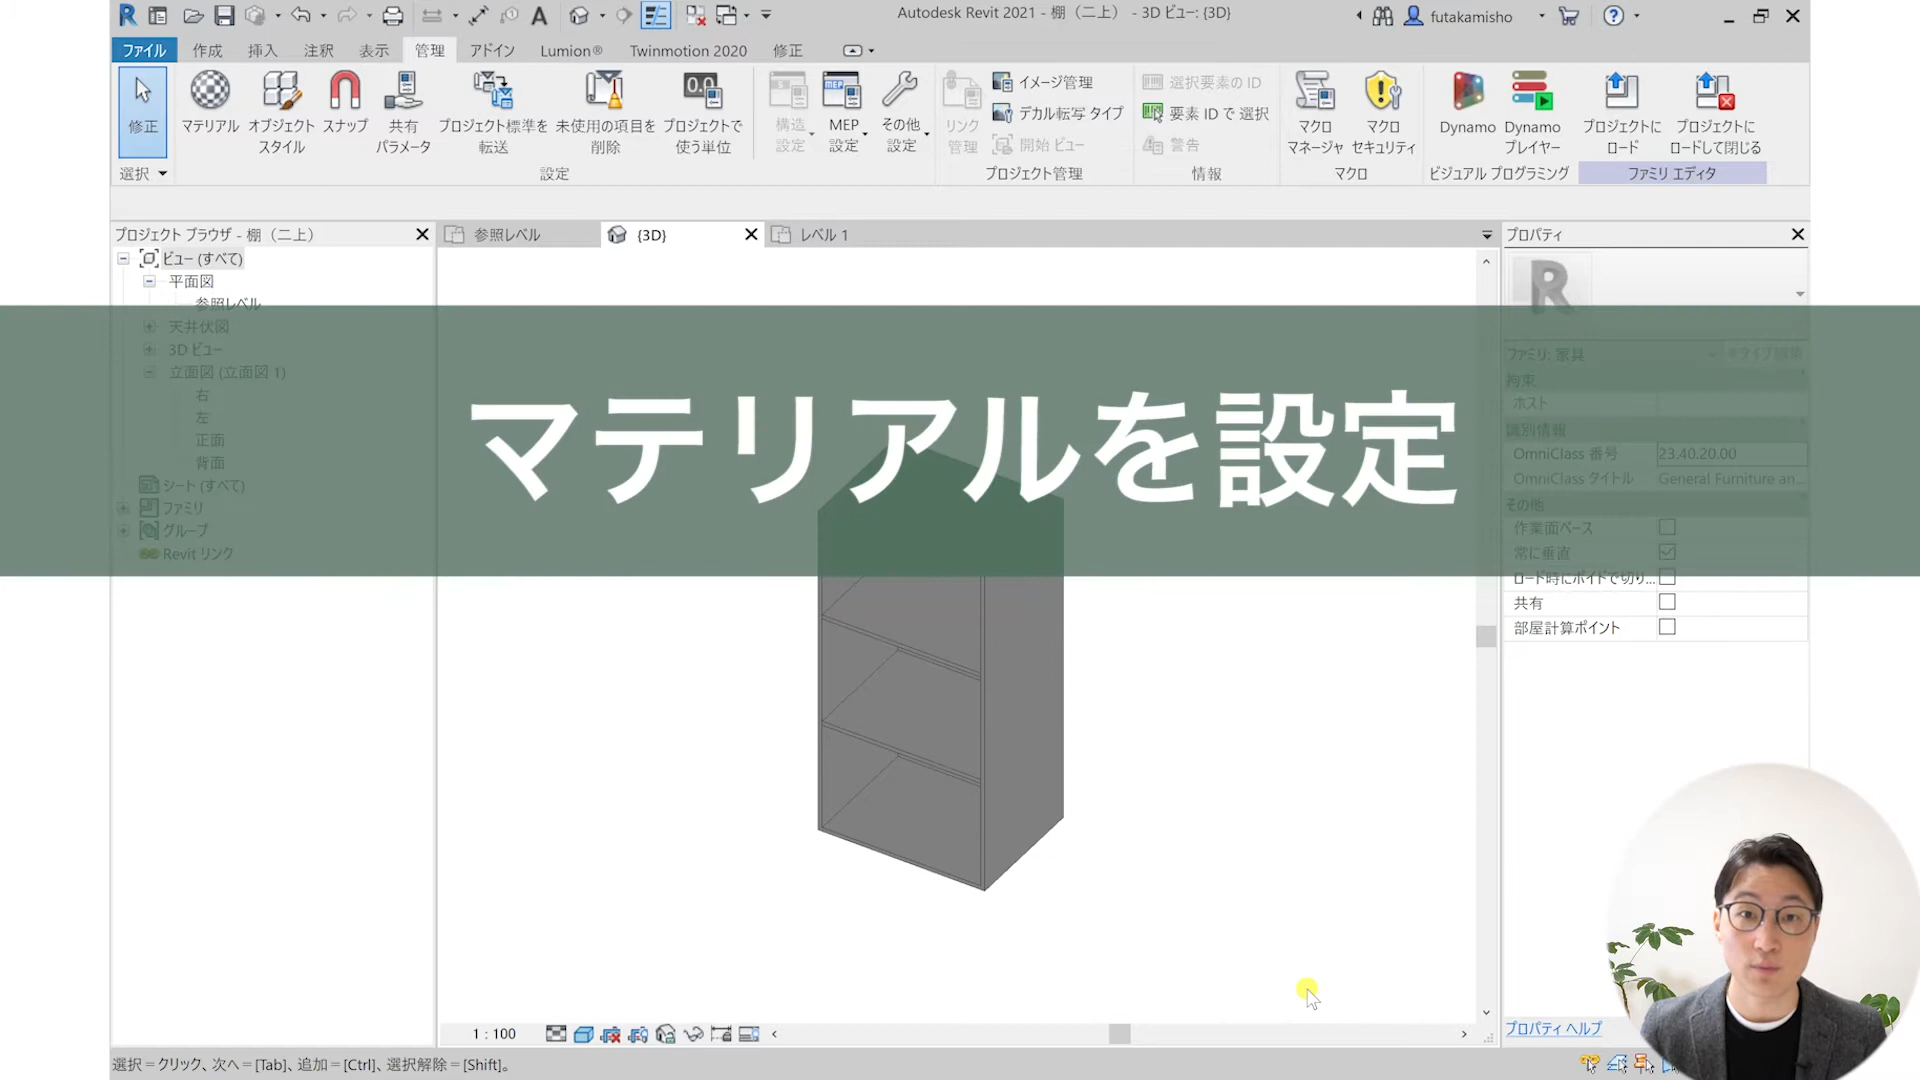 Autodesk Revit 2021 - 棚（二上） - 3D ビュー: {3D}
futakamisho
ファイル 作成 挿入 注釈 表示 管理 アドイン Lumion® Twinmotion 2020 修正
修正
マテリアル
オブジェクト スタイル
スナップ
共有 パラメータ
プロジェクト標準を 転送
未使用の項目を 削除
プロジェクトで 使う単位
構造 設定
MEP 設定
その他 設定
リンク 管理
イメージ管理
デカル転写 タイプ
開始 ビュー
選択要素の ID
要素 ID で 選択
警告
マクロ マネージャ
マクロ セキュリティ
Dynamo
Dynamo プレイヤー
プロジェクトに ロード
プロジェクトに ロードして閉じる
選択 設定 プロジェクト管理 情報 マクロ ビジュアル プログラミング ファミリ エディタ
プロジェクト ブラウザ - 棚（二上）
参照レベル {3D} レベル 1
プロパティ
ビュー (すべて)
平面図
参照レベル
天井伏図
3D ビュー
立面図 (立面図 1)
右
左
正面
背面
シート (すべて)
ファミリ
グループ
Revit リンク
マテリアルを設定
ファミリ: 家具 タイプ編集
拘束
ホスト
識別情報
OmniClass 番号 23.40.20.00
OmniClass タイトル General Furniture an...
その他
作業面ベース
常に垂直
ロード時にボイドで切り...
共有
部屋計算ポイント
プロパティ ヘルプ
1 : 100
選択 = クリック、次へ = [Tab]、追加 = [Ctrl]、選択解除 = [Shift]。